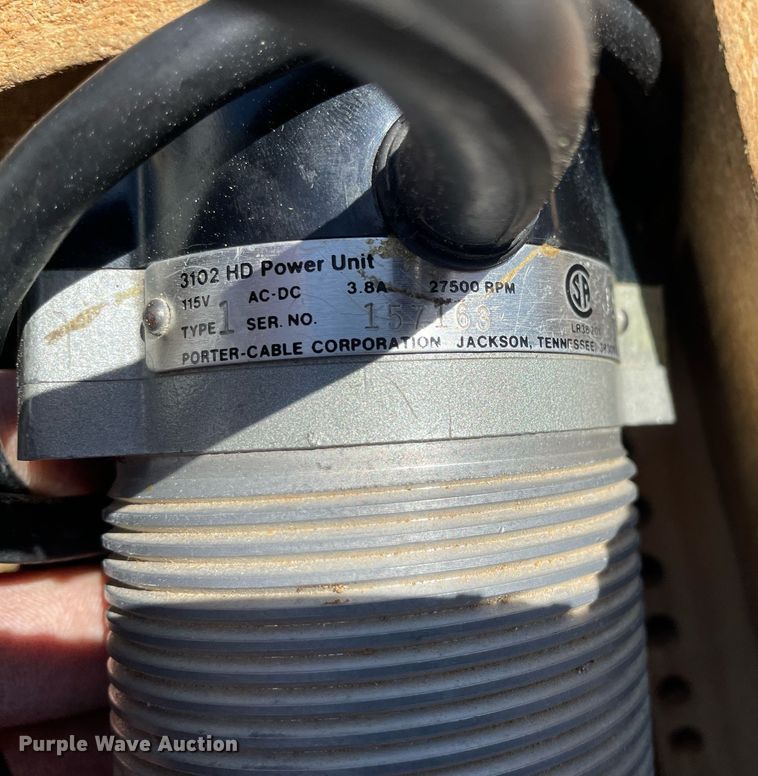 3102 HD Power Unit
115V AC-DC 3.8A 27500 RPM
TYPE 1 SER. NO. 157163
PORTER-CABLE CORPORATION JACKSON, TENNESSEE
Purple Wave Auction